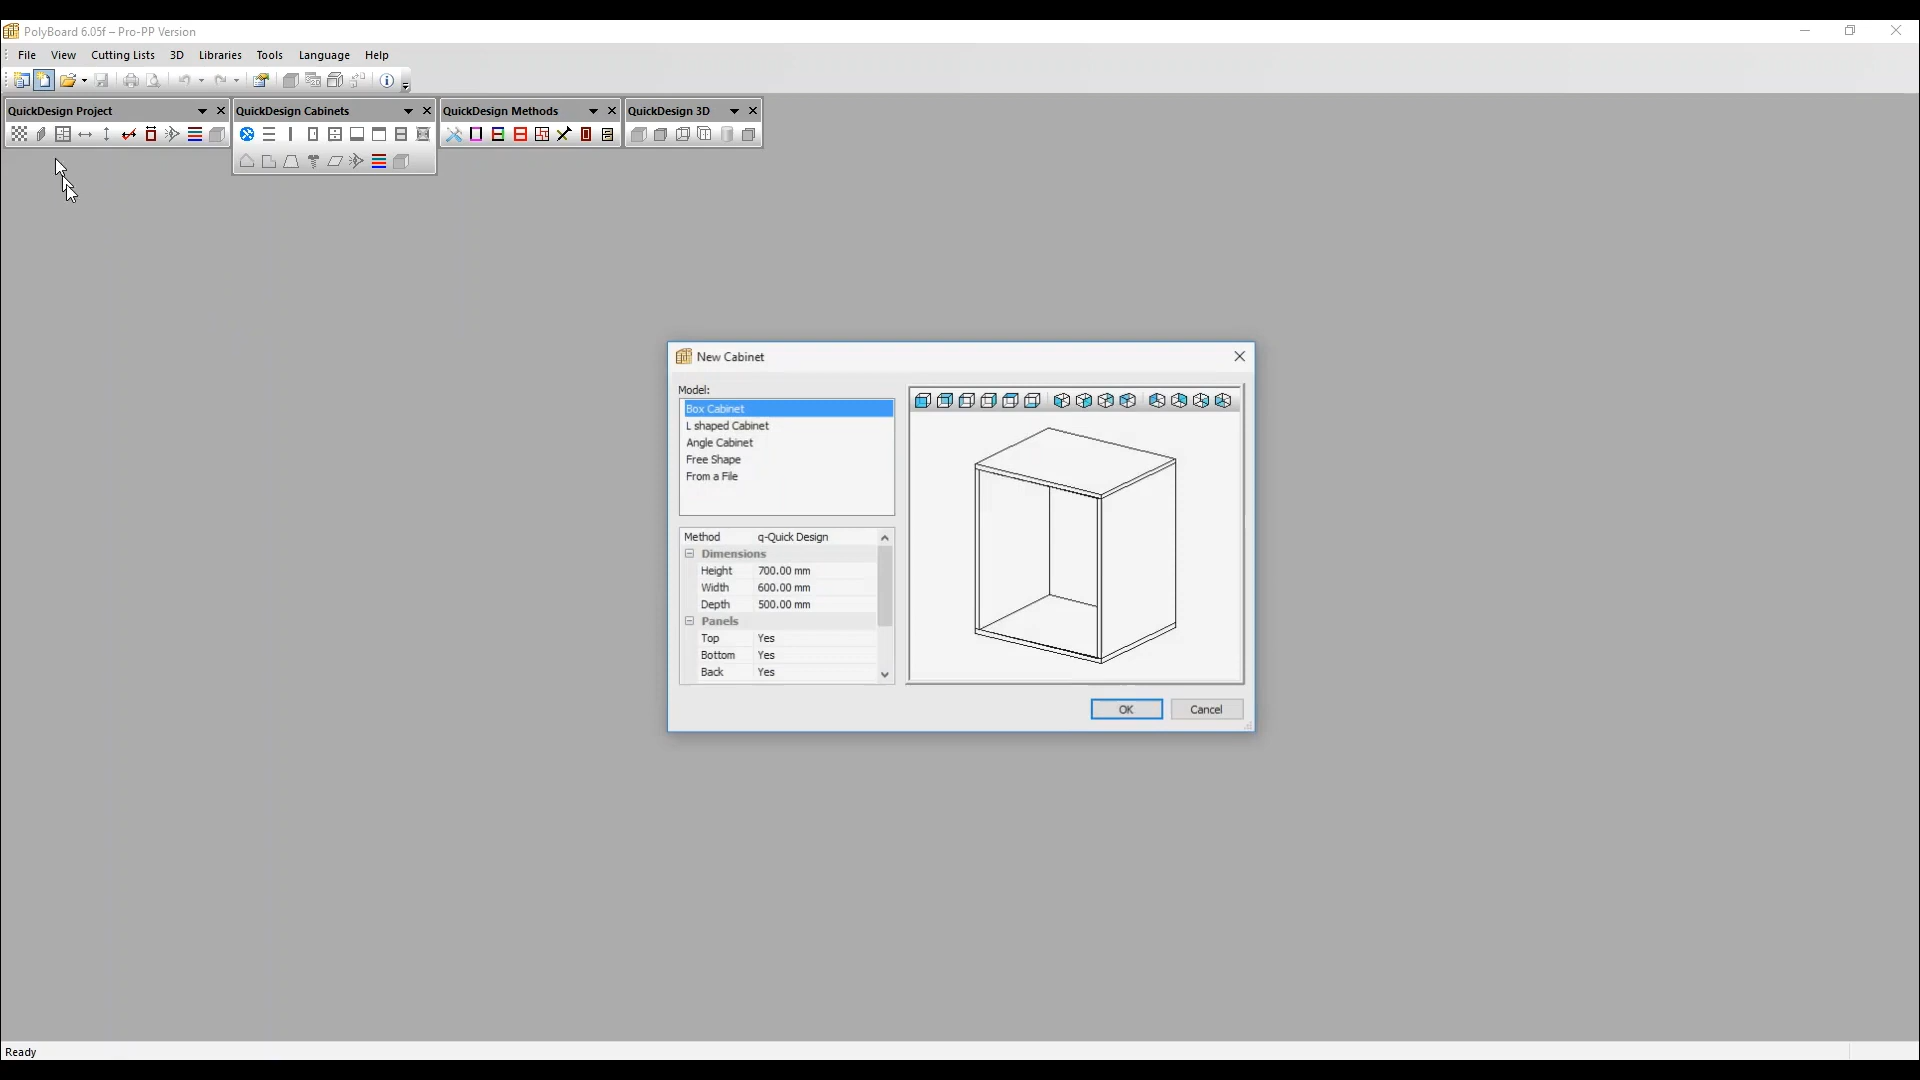 PolyBoard 6.05f – Pro-PP Version
File View Cutting Lists 3D Libraries Tools Language Help
QuickDesign Project
QuickDesign Cabinets
QuickDesign Methods
QuickDesign 3D
New Cabinet
Model:
Box Cabinet
L shaped Cabinet
Angle Cabinet
Free Shape
From a File
Method q-Quick Design
Dimensions
Height 700.00 mm
Width 600.00 mm
Depth 500.00 mm
Panels
Top Yes
Bottom Yes
Back Yes
OK Cancel
Ready